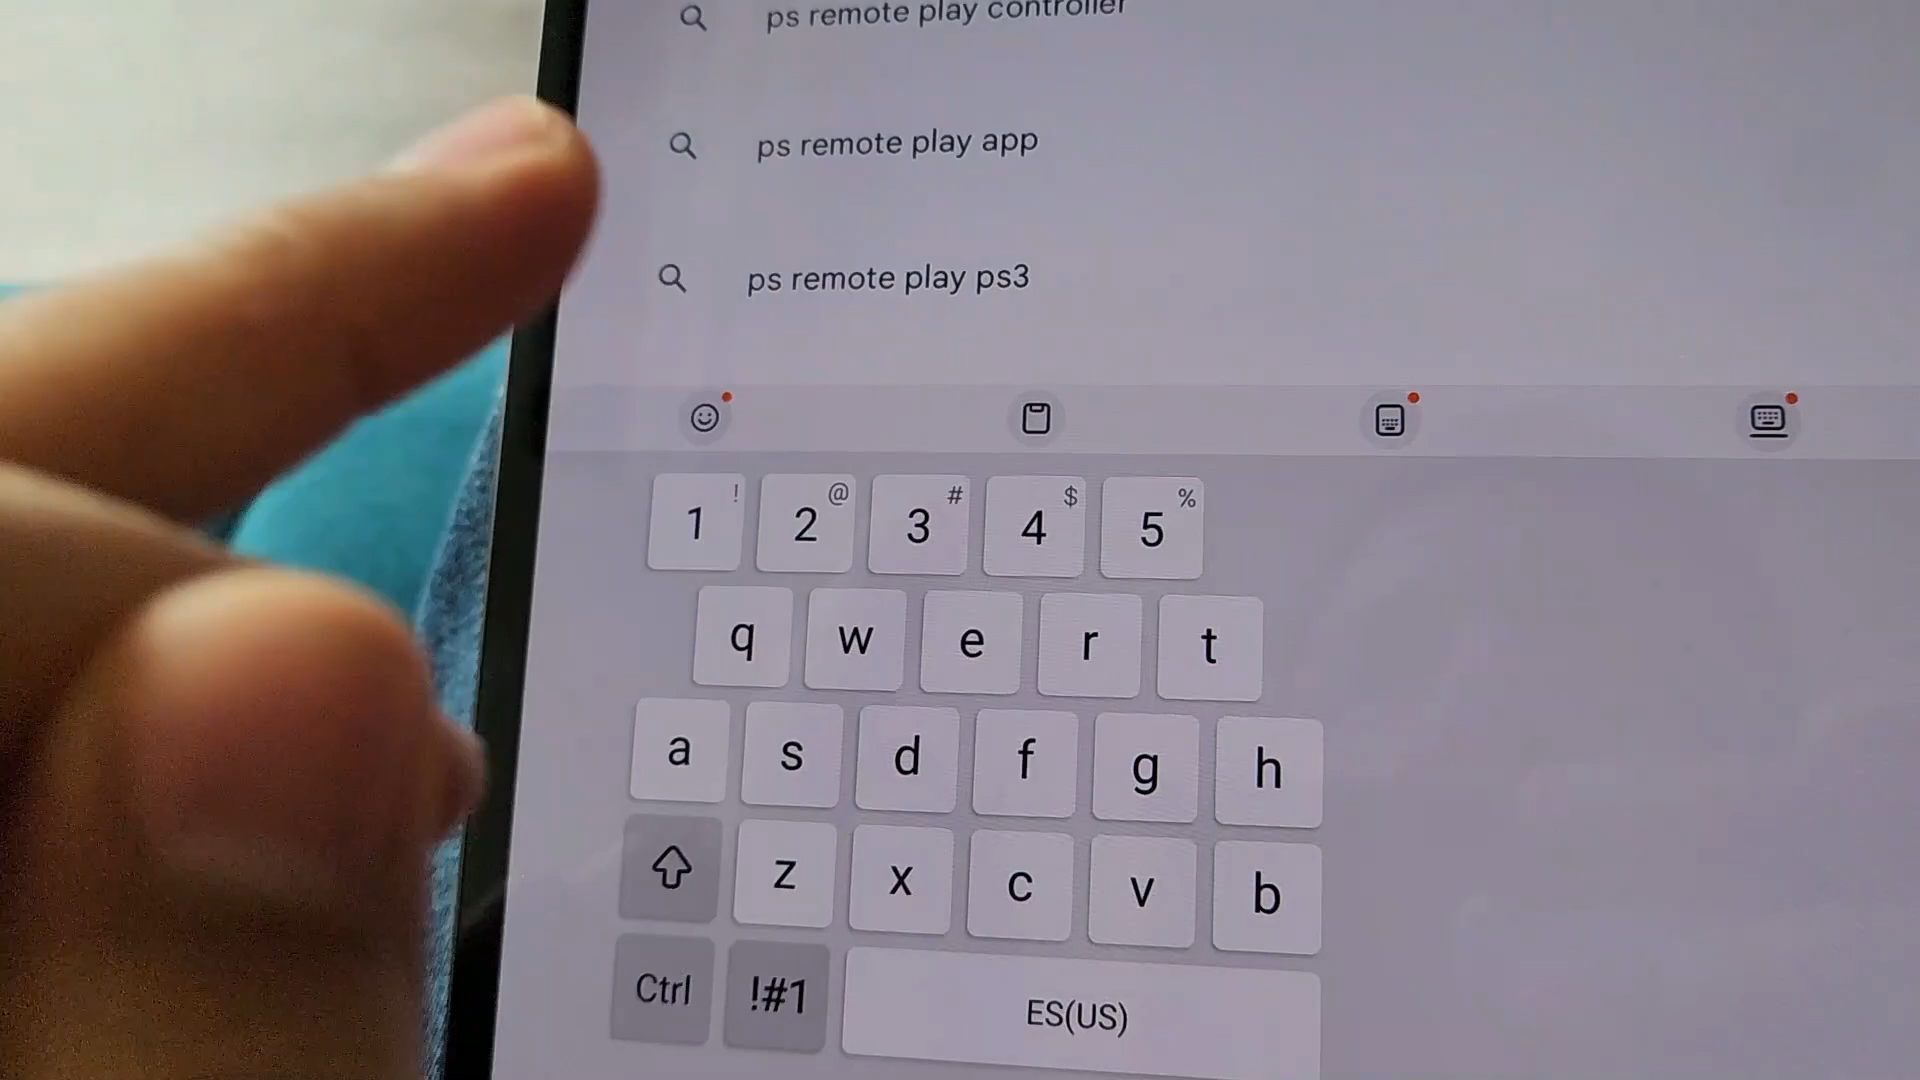 ps remote play controller
ps remote play app
ps remote play ps3
1 ! 2 @ 3 # 4 $ 5 %
q w e r t
a s d f g h
z x c v b
Ctrl !#1 ES(US)